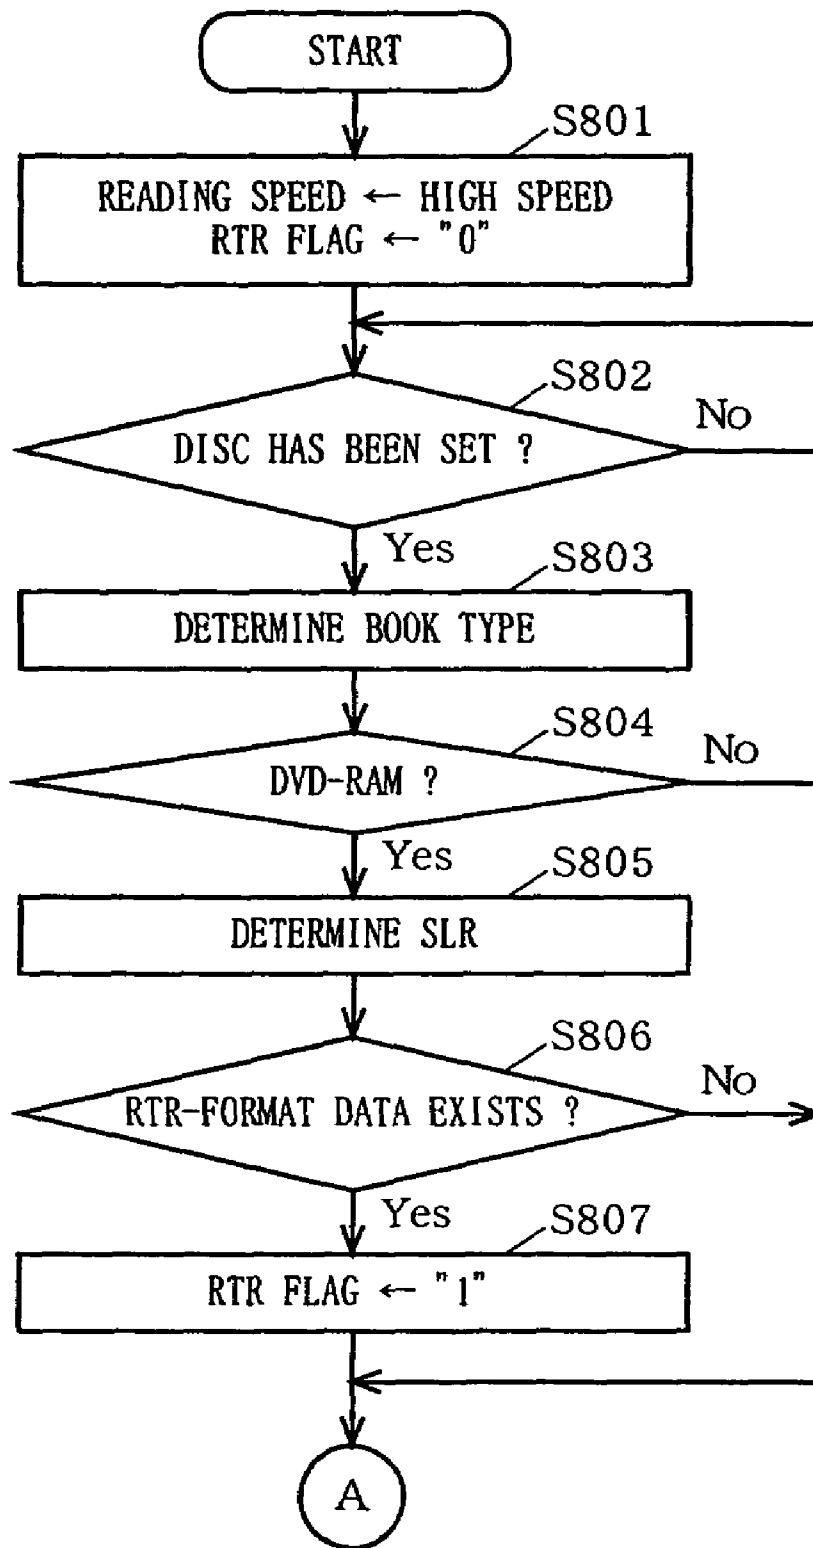 START
S801
READING SPEED ← HIGH SPEED
RTR FLAG ← "0"
S802
DISC HAS BEEN SET ?
No
Yes
S803
DETERMINE BOOK TYPE
S804
DVD-RAM ?
No
Yes
S805
DETERMINE SLR
S806
RTR-FORMAT DATA EXISTS ?
No
Yes
S807
RTR FLAG ← "1"
A